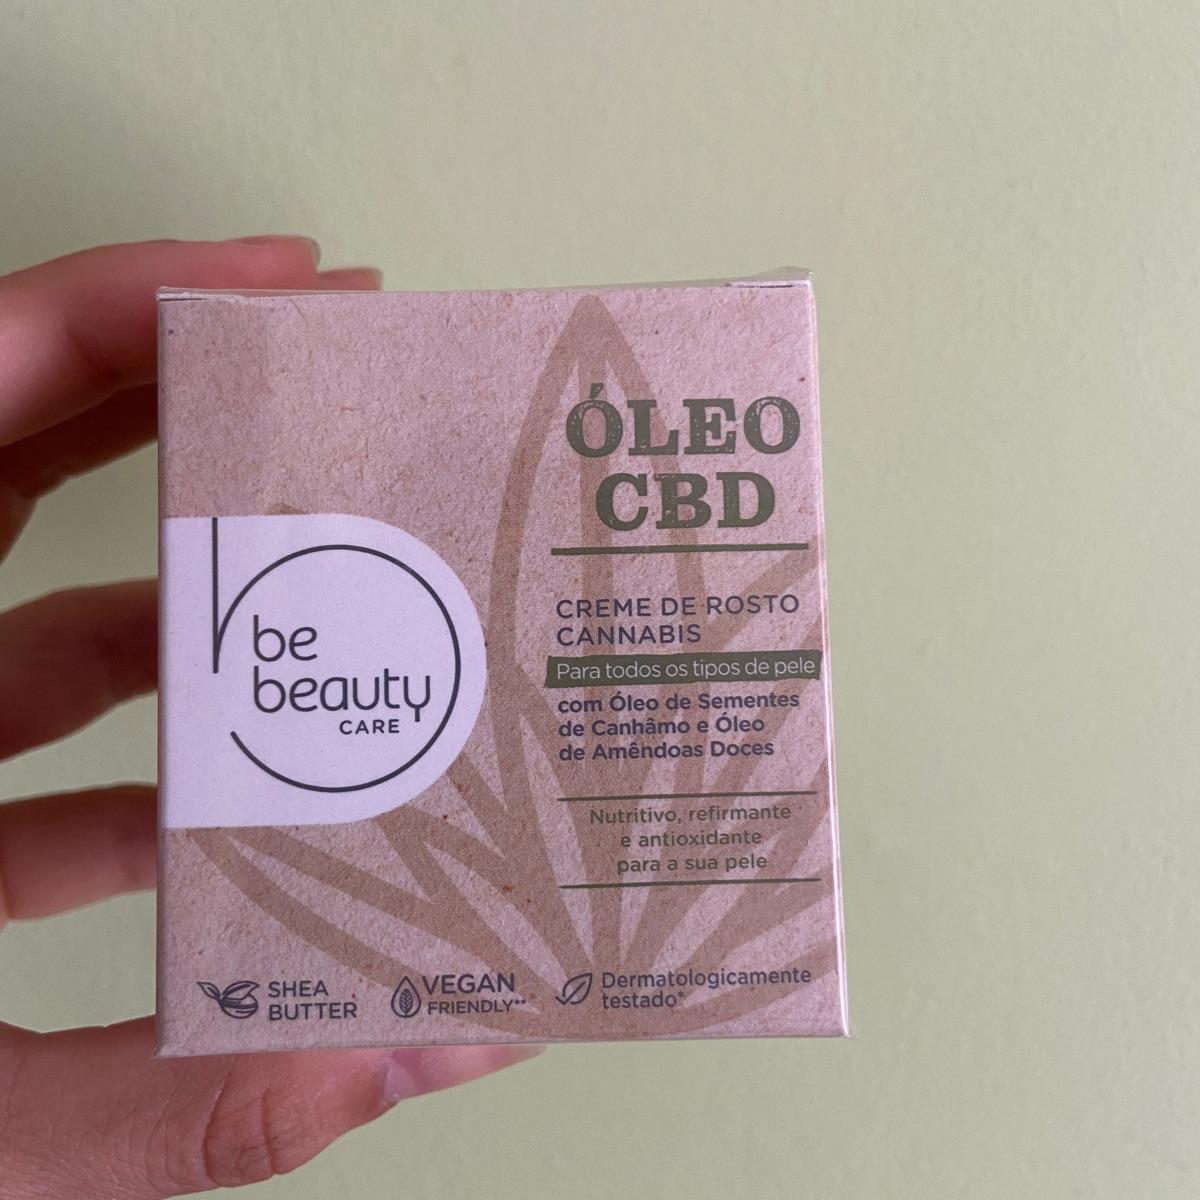 be
beauty
CARE
ÓLEO
CBD
CREME DE ROSTO
CANNABIS
Para todos os tipos de pele
com Óleo de Sementes
de Canhâmo e Óleo
de Amêndoas Doces
Nutritivo, refirmante
e antioxidante
para a sua pele
SHEA
BUTTER
VEGAN
FRIENDLY**
Dermatologicamente
testado*